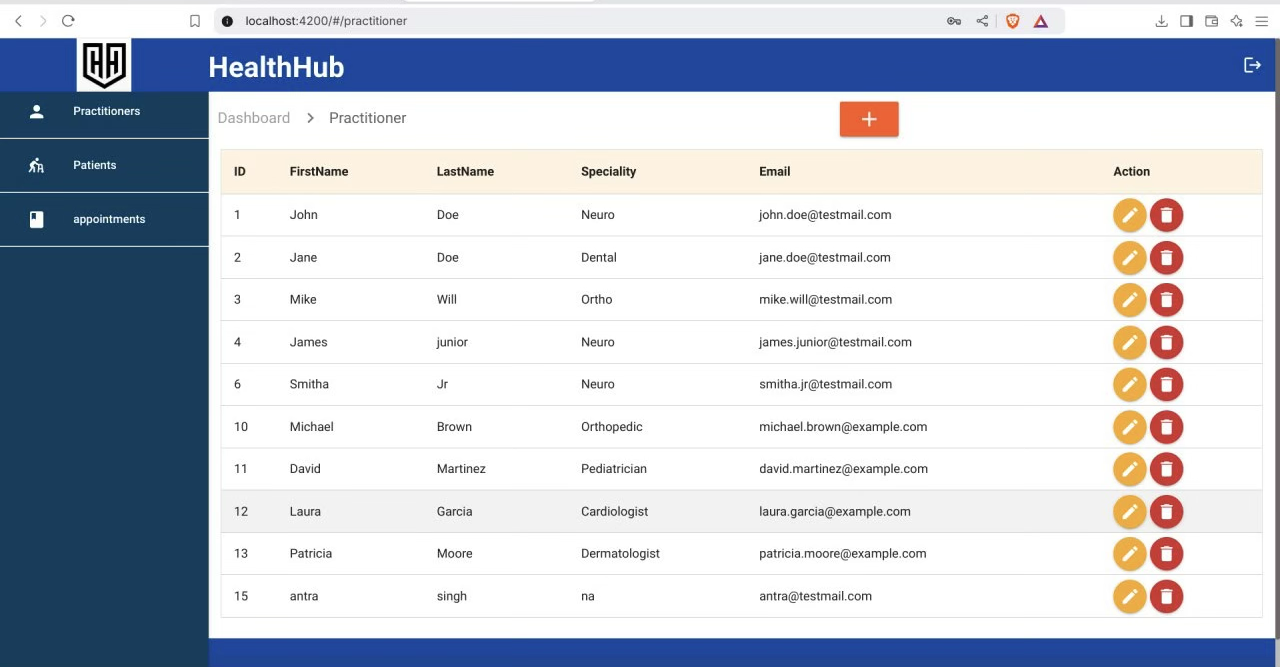 localhost:4200/#/practitioner
HealthHub
Practitioners
Patients
appointments
Dashboard > Practitioner
+
ID FirstName LastName Speciality Email Action
1 John Doe Neuro john.doe@testmail.com
2 Jane Doe Dental jane.doe@testmail.com
3 Mike Will Ortho mike.will@testmail.com
4 James junior Neuro james.junior@testmail.com
6 Smitha Jr Neuro smitha.jr@testmail.com
10 Michael Brown Orthopedic michael.brown@example.com
11 David Martinez Pediatrician david.martinez@example.com
12 Laura Garcia Cardiologist laura.garcia@example.com
13 Patricia Moore Dermatologist patricia.moore@example.com
15 antra singh na antra@testmail.com